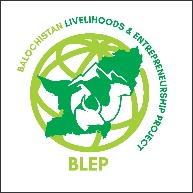 BALOCHISTAN LIVELIHOODS & ENTREPRENEURSHIP PROJECT
BLEP